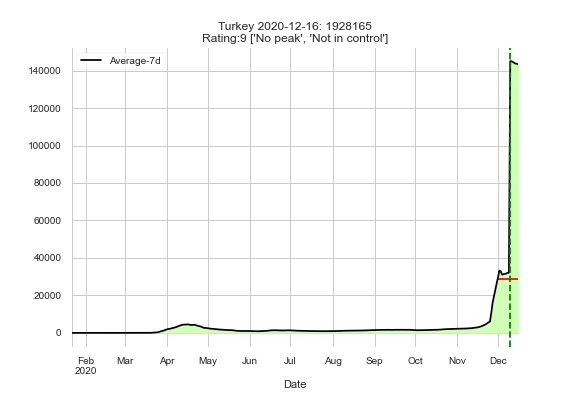 Turkey 2020-12-16: 1928165
Rating:9 ['No peak', 'Not in control']
Average-7d
140000
120000
100000
80000
60000
40000
20000
0
Feb Mar Apr May Jun Jul Aug Sep Oct Nov Dec
2020
Date